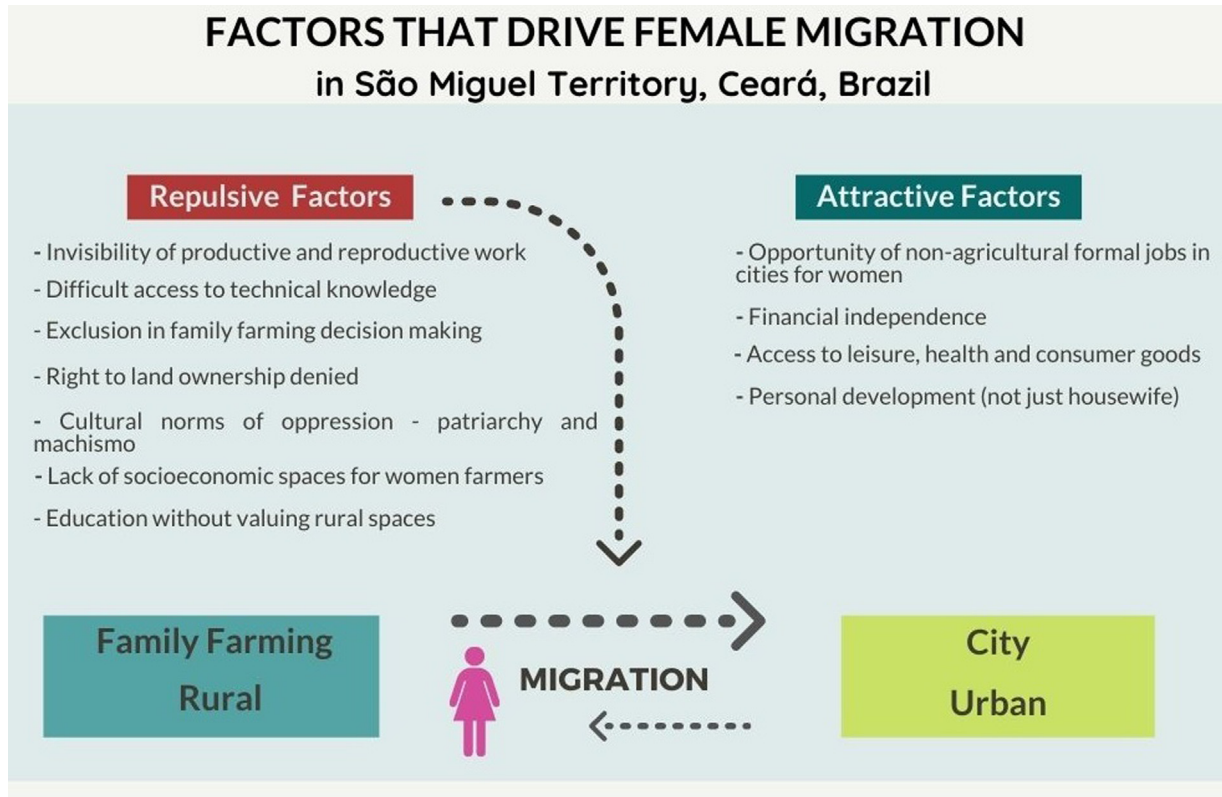 FACTORS THAT DRIVE FEMALE MIGRATION
in São Miguel Territory, Ceará, Brazil
Repulsive Factors
- Invisibility of productive and reproductive work
- Difficult access to technical knowledge
- Exclusion in family farming decision making
- Right to land ownership denied
- Cultural norms of oppression - patriarchy and
machismo
- Lack of socioeconomic spaces for women farmers
- Education without valuing rural spaces
Attractive Factors
- Opportunity of non-agricultural formal jobs in
cities for women
- Financial independence
- Access to leisure, health and consumer goods
- Personal development (not just housewife)
Family Farming
Rural
MIGRATION
City
Urban